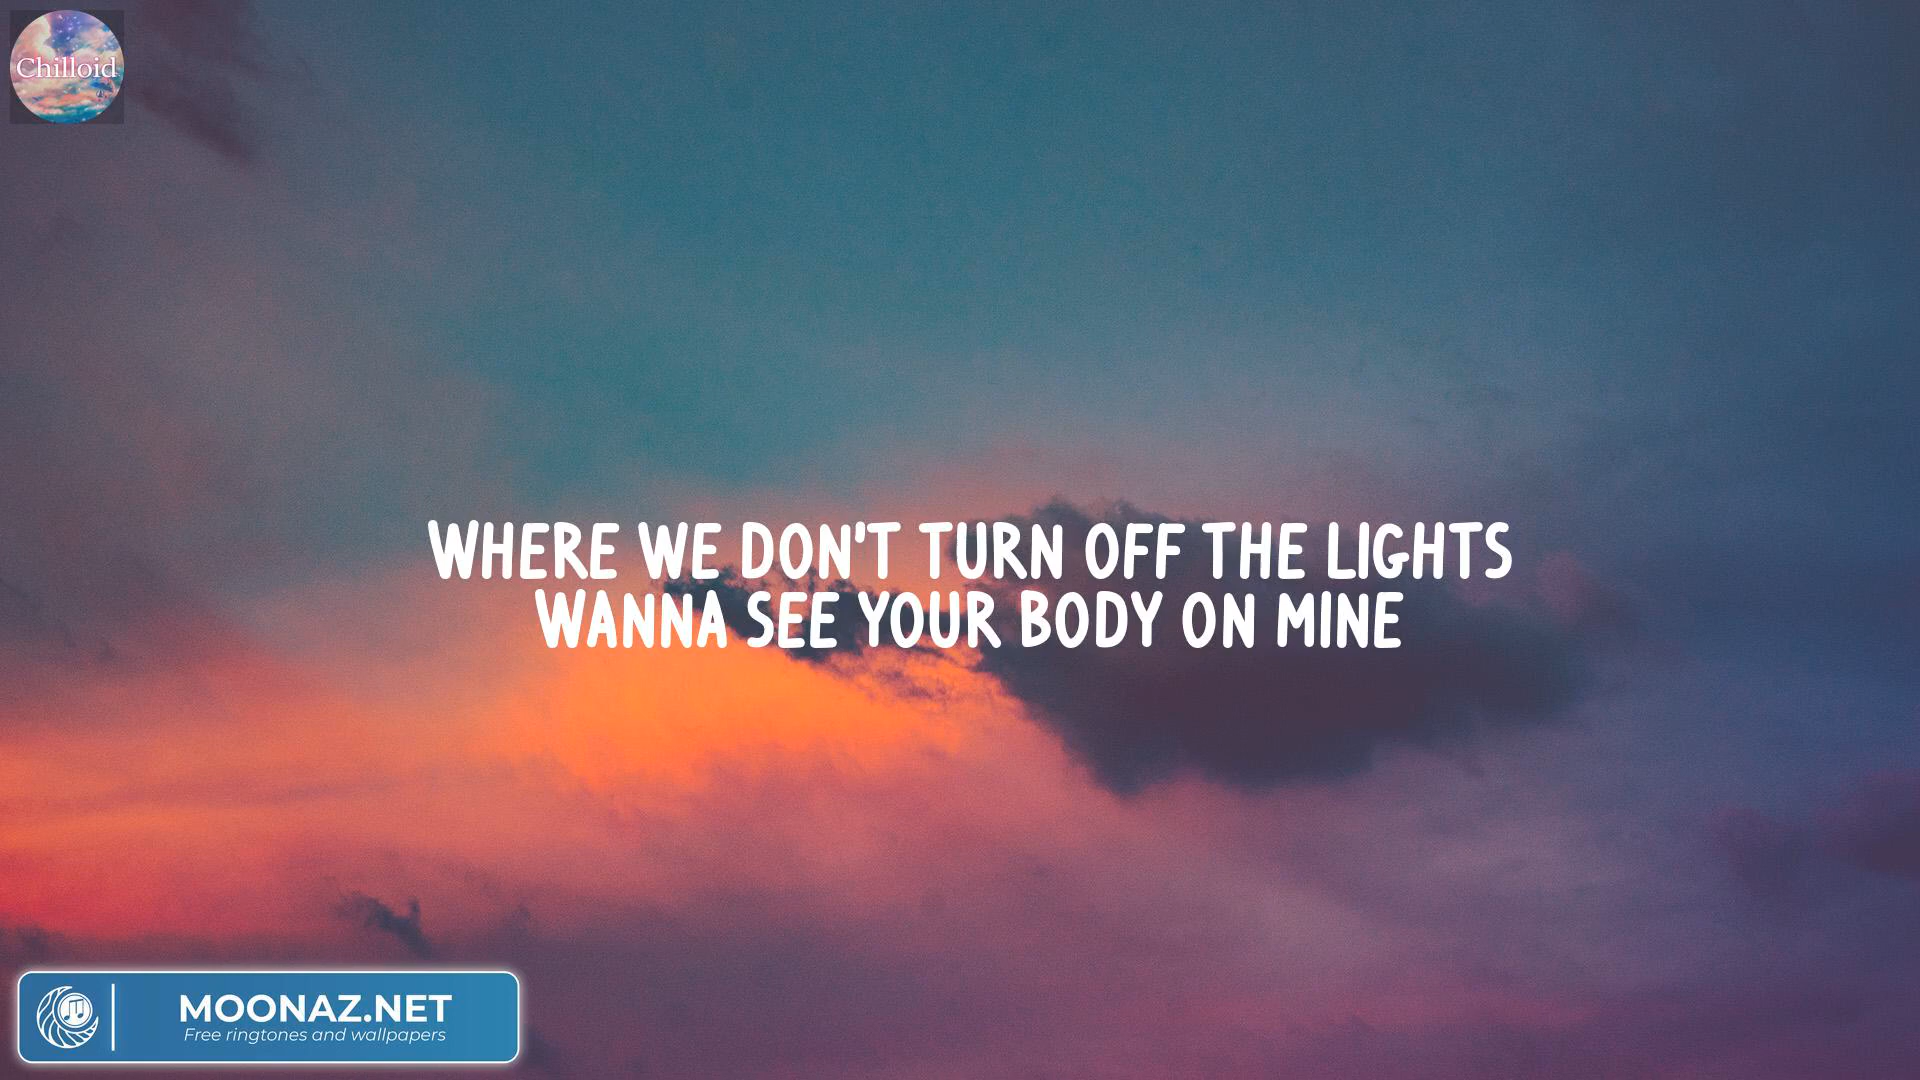 Chilloid
WHERE WE DON'T TURN OFF THE LIGHTS
WANNA SEE YOUR BODY ON MINE
MOONAZ.NET
Free ringtones and wallpapers